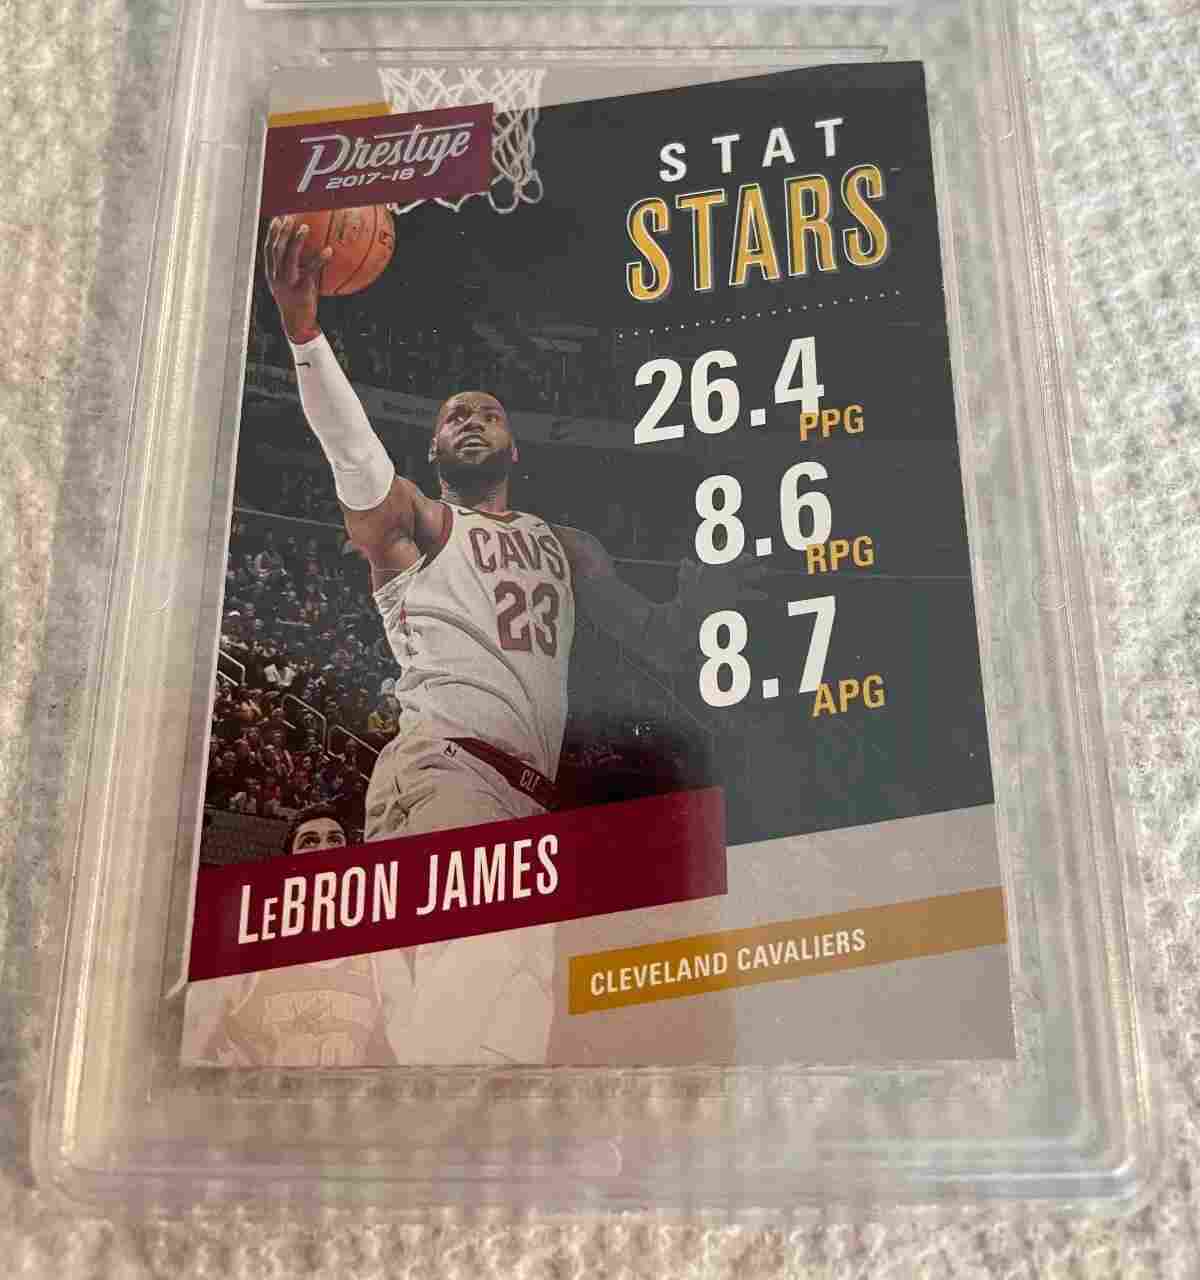 Prestige
2017-18
STAT
STARS
26.4
PPG
8.6
RPG
8.7
APG
CAVS
23
CLE
LeBRON JAMES
CLEVELAND CAVALIERS